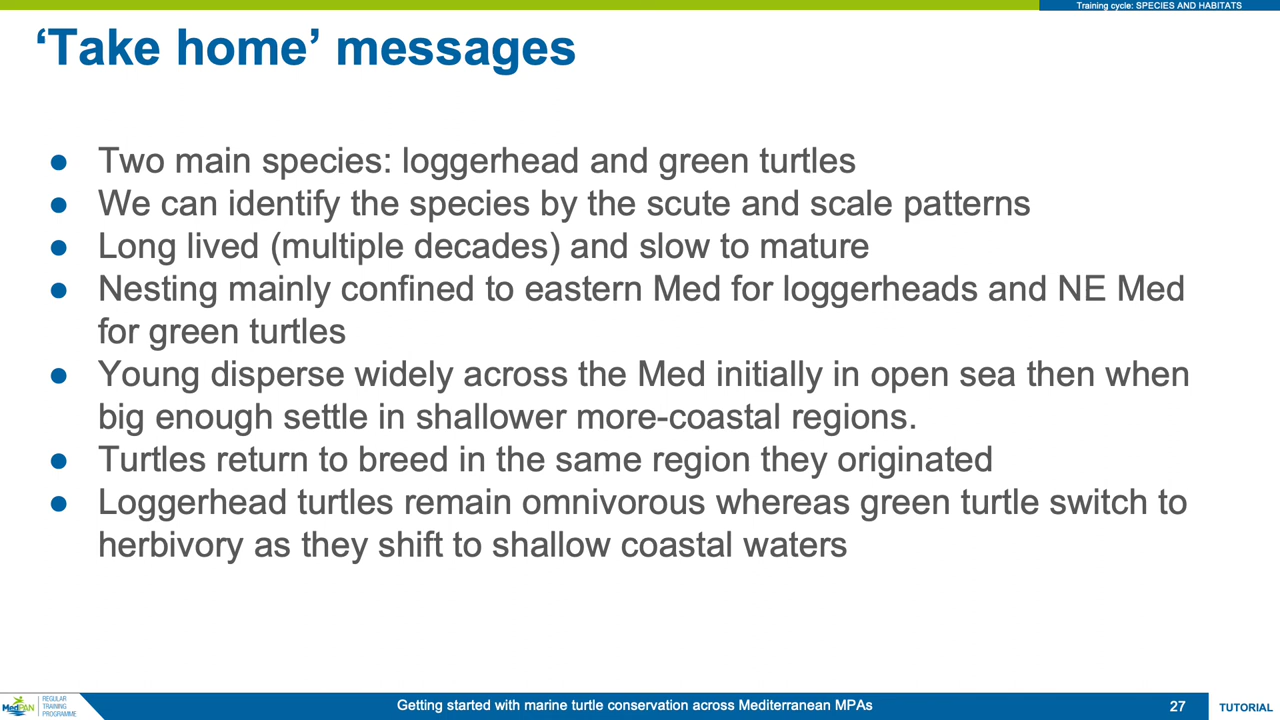 Training cycle: SPECIES AND HABITATS
‘Take home’ messages
● Two main species: loggerhead and green turtles
● We can identify the species by the scute and scale patterns
● Long lived (multiple decades) and slow to mature
● Nesting mainly confined to eastern Med for loggerheads and NE Med
for green turtles
● Young disperse widely across the Med initially in open sea then when
big enough settle in shallower more-coastal regions.
● Turtles return to breed in the same region they originated
● Loggerhead turtles remain omnivorous whereas green turtle switch to
herbivory as they shift to shallow coastal waters
MedPAN
REGULAR
TRAINING
PROGRAMME
Getting started with marine turtle conservation across Mediterranean MPAs
27
TUTORIAL